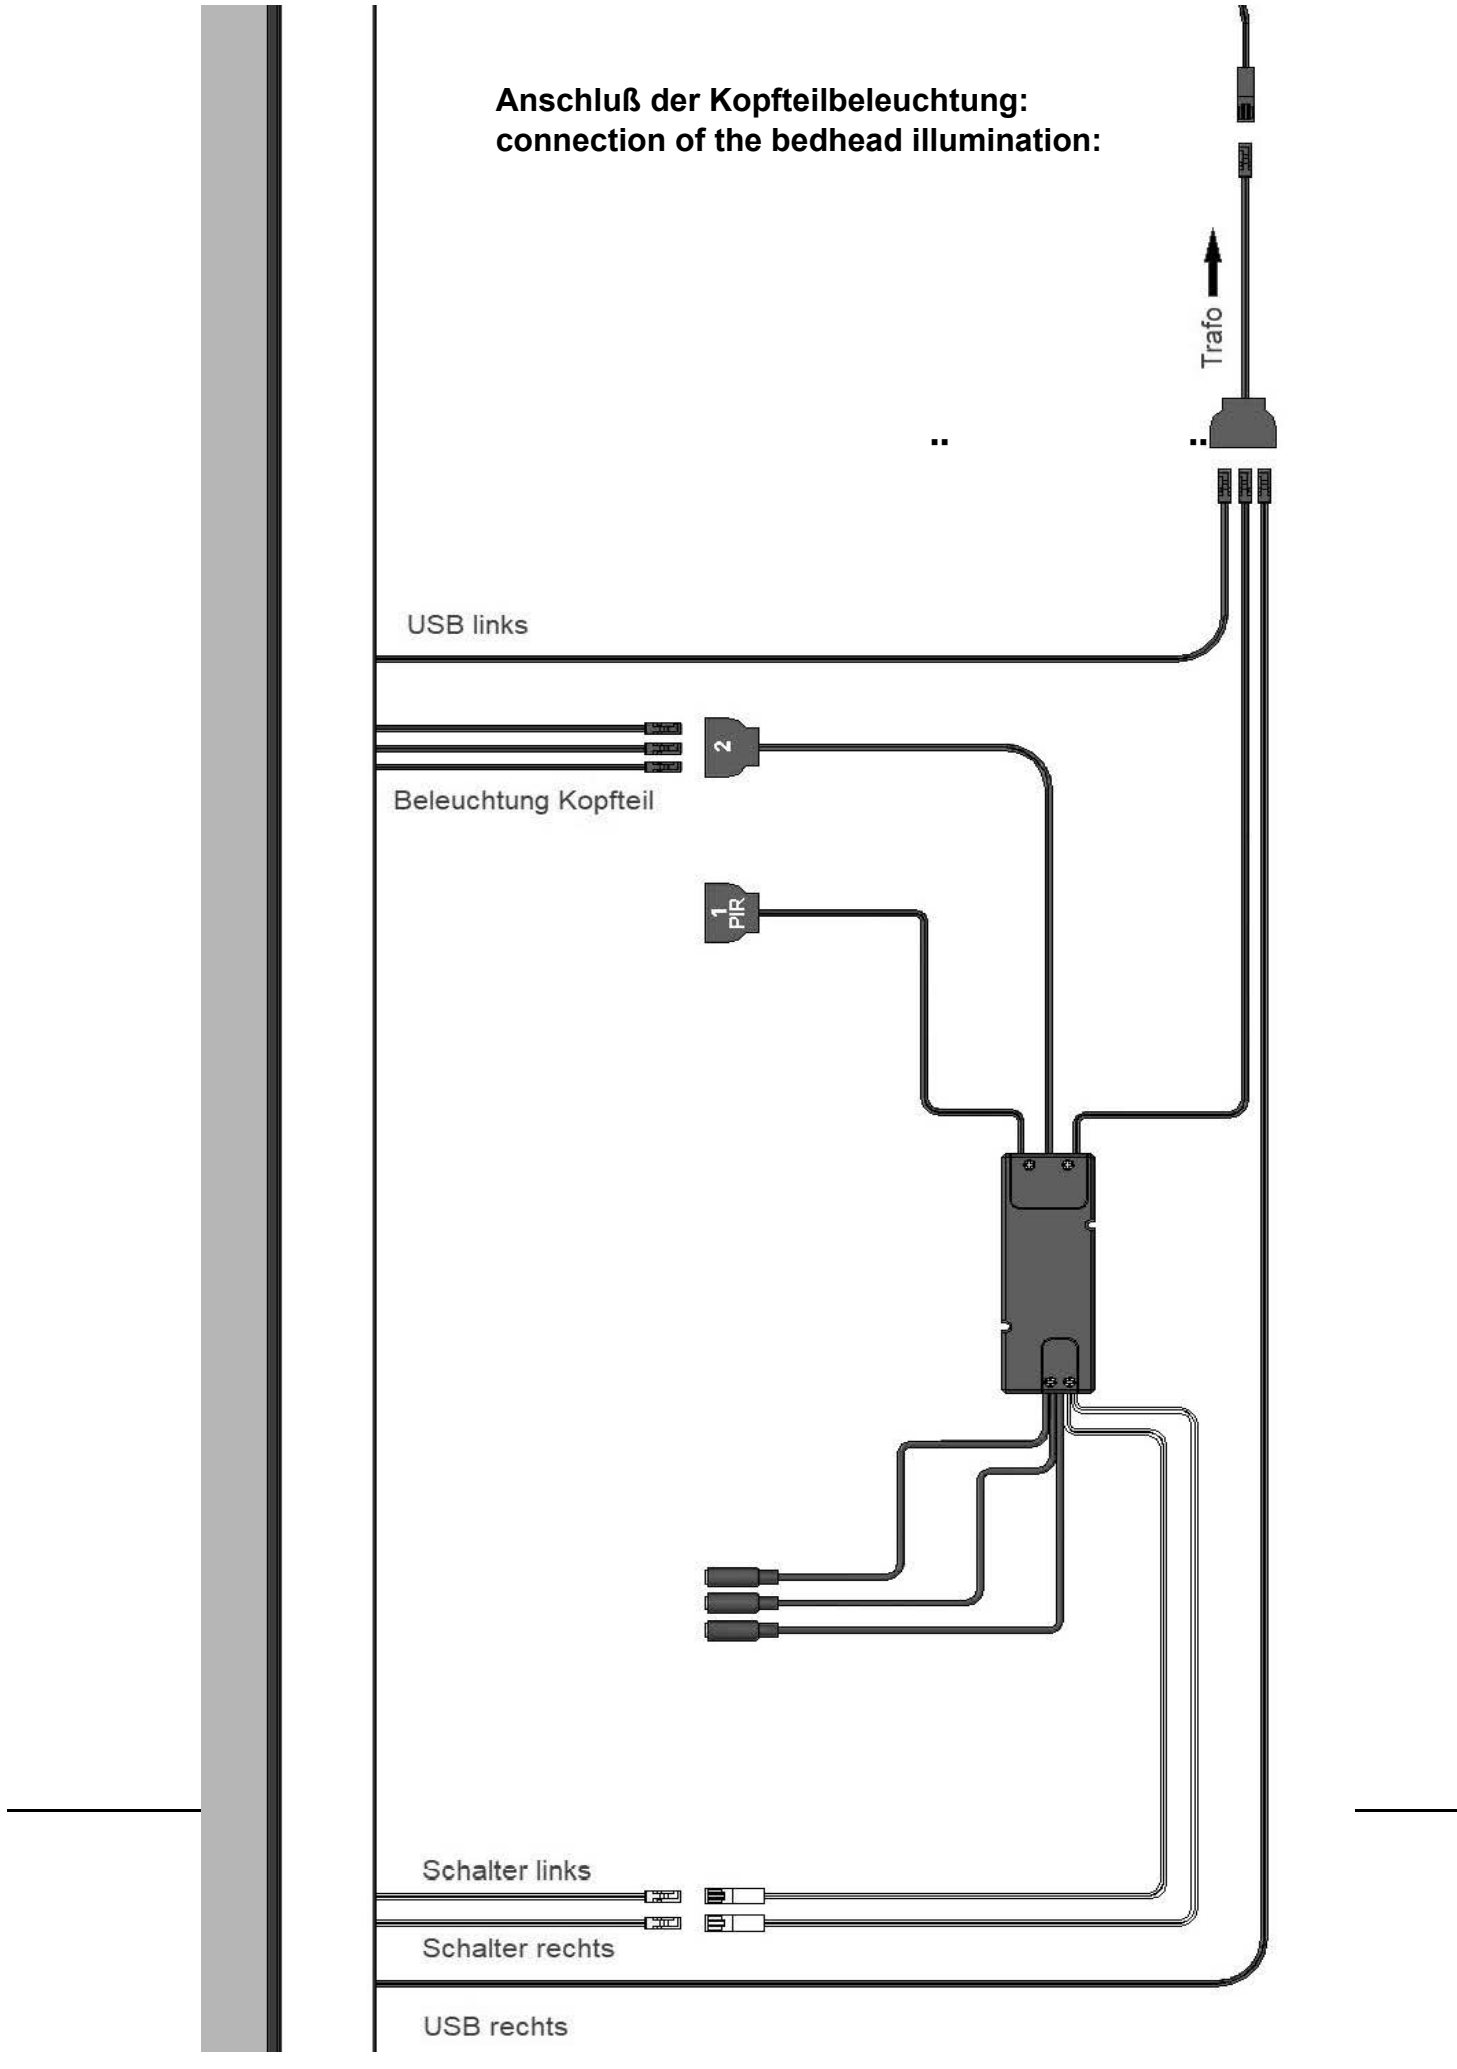 Anschluß der Kopfteilbeleuchtung:
connection of the bedhead illumination:
Trafo
USB links
2
Beleuchtung Kopfteil
1
PIR
Schalter links
Schalter rechts
USB rechts